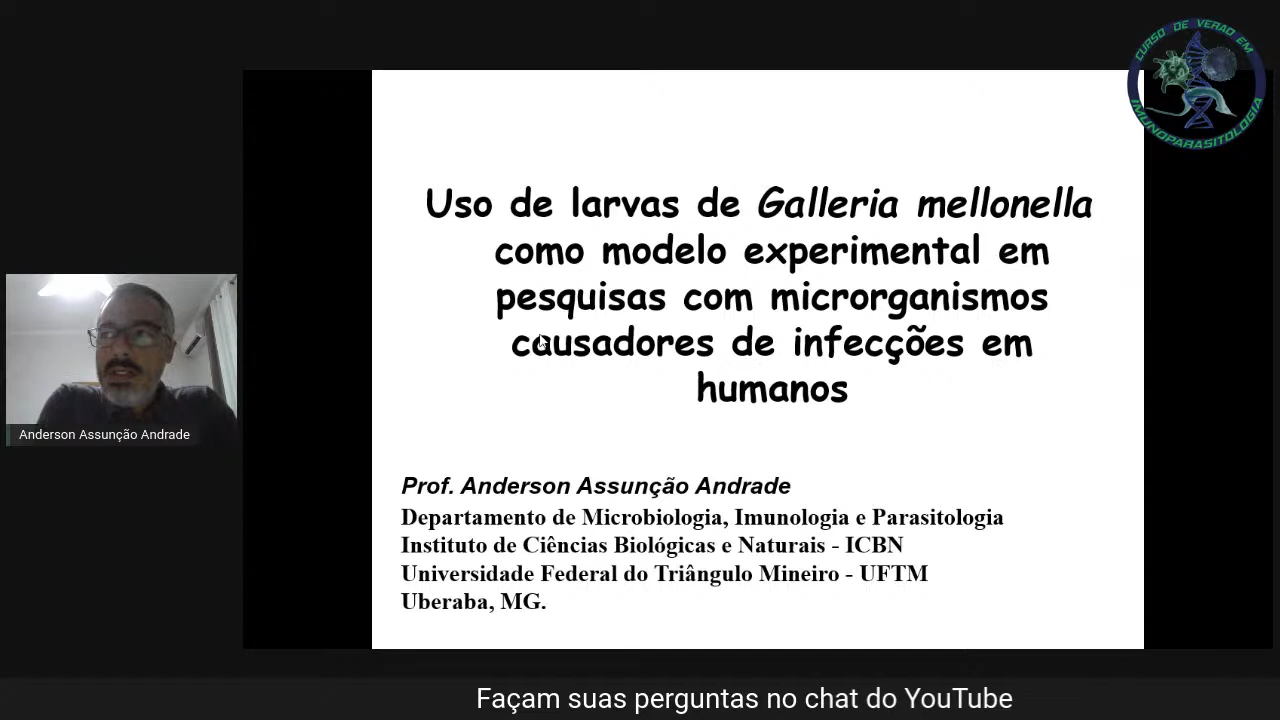 CURSO DE VERÃO EM
IMUNOPARASITOLOGIA
Uso de larvas de Galleria mellonella
como modelo experimental em
pesquisas com microrganismos
causadores de infecções em
humanos
Anderson Assunção Andrade
Prof. Anderson Assunção Andrade
Departamento de Microbiologia, Imunologia e Parasitologia
Instituto de Ciências Biológicas e Naturais - ICBN
Universidade Federal do Triângulo Mineiro - UFTM
Uberaba, MG.
Façam suas perguntas no chat do YouTube